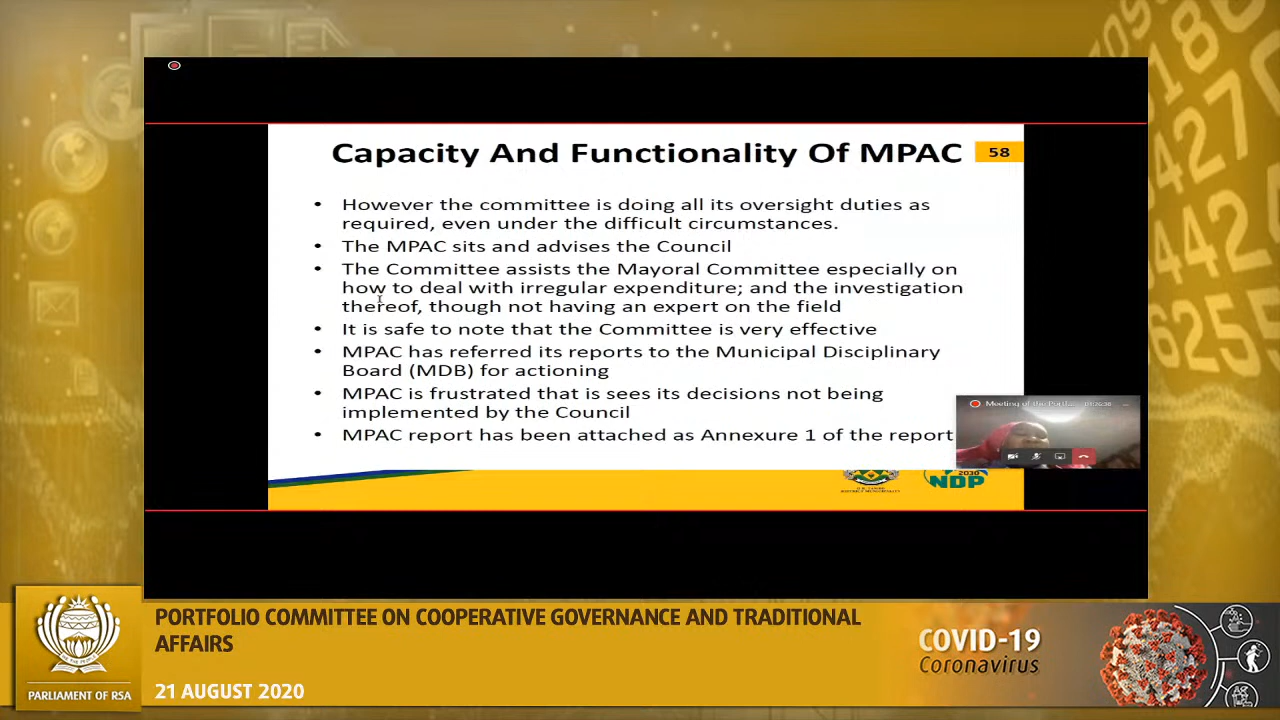 Capacity And Functionality Of MPAC
58
• However the committee is doing all its oversight duties as
required, even under the difficult circumstances.
• The MPAC sits and advises the Council
• The Committee assists the Mayoral Committee especially on
how to deal with irregular expenditure; and the investigation
thereof, though not having an expert on the field
• It is safe to note that the Committee is very effective
• MPAC has referred its reports to the Municipal Disciplinary
Board (MDB) for actioning
• MPAC is frustrated that is sees its decisions not being
implemented by the Council
• MPAC report has been attached as Annexure 1 of the report
Meeting of the
2030
NDP
PORTFOLIO COMMITTEE ON COOPERATIVE GOVERNANCE AND TRADITIONAL
AFFAIRS
21 AUGUST 2020
PARLIAMENT OF RSA
COVID-19
Coronavirus